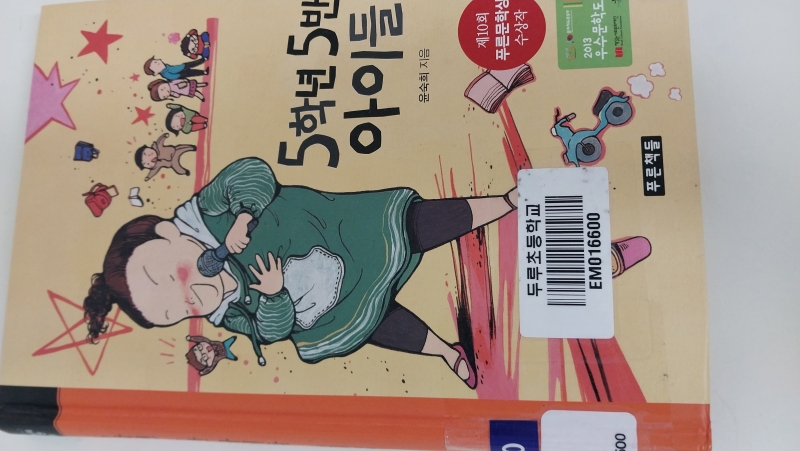 5학년 5반
아이들
윤숙희 지음
제10회
푸른문학상
수상작
2013
우수문학도
푸른책들
두루초등학교
EM016600